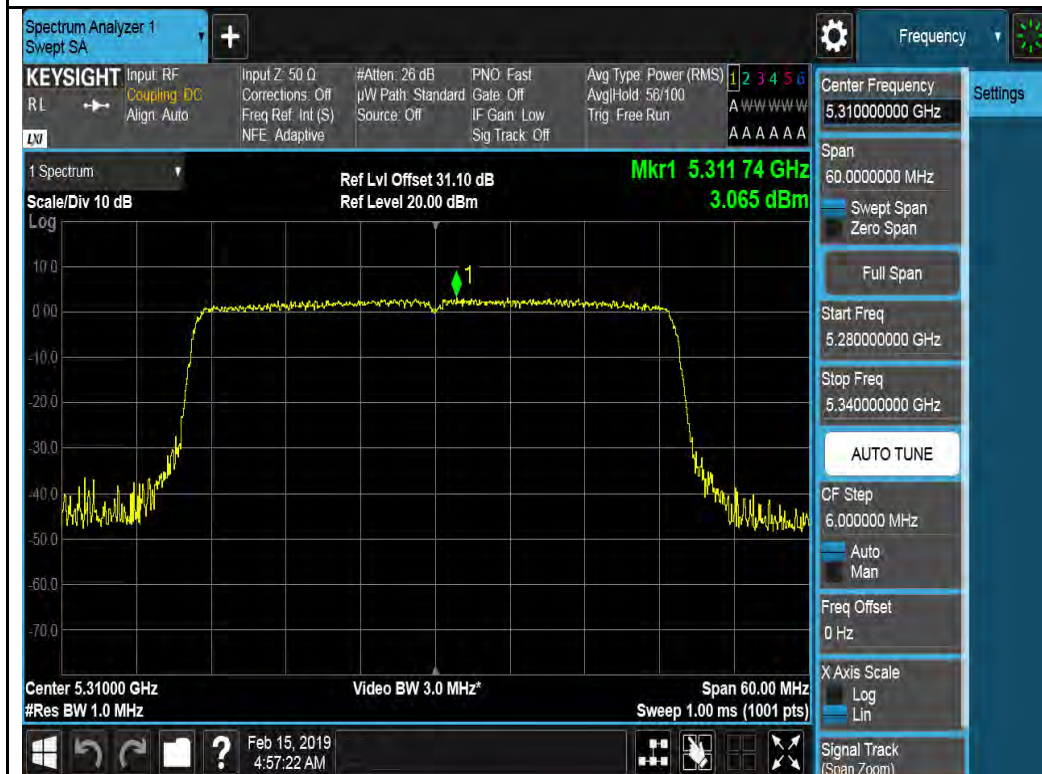 Spectrum Analyzer 1
Swept SA
+
Frequency
KEYSIGHT
RL
LXI
Input: RF
Coupling: DC
Align: Auto
Input Z: 50 Ω
Corrections: Off
Freq Ref: Int (S)
NFE: Adaptive
#Atten: 26 dB
µW Path: Standard
Source: Off
PNO: Fast
Gate: Off
IF Gain: Low
Sig Track: Off
Avg Type: Power (RMS)
Avg|Hold: 56/100
Trig: Free Run
1 2 3 4 5 6
A W W W W W
A A A A A A
1 Spectrum
Scale/Div 10 dB
Ref Lvl Offset 31.10 dB
Ref Level 20.00 dBm
Mkr1 5.311 74 GHz
3.065 dBm
Log
1
10.0
0.00
-10.0
-20.0
-30.0
-40.0
-50.0
-60.0
-70.0
Center 5.31000 GHz
#Res BW 1.0 MHz
Video BW 3.0 MHz*
Span 60.00 MHz
Sweep 1.00 ms (1001 pts)
?
Feb 15, 2019
4:57:22 AM
Center Frequency
5.310000000 GHz
Span
60.0000000 MHz
Swept Span
Zero Span
Full Span
Start Freq
5.280000000 GHz
Stop Freq
5.340000000 GHz
AUTO TUNE
CF Step
6.000000 MHz
Auto
Man
Freq Offset
0 Hz
X Axis Scale
Log
Lin
Signal Track
(Span Zoom)
Settings